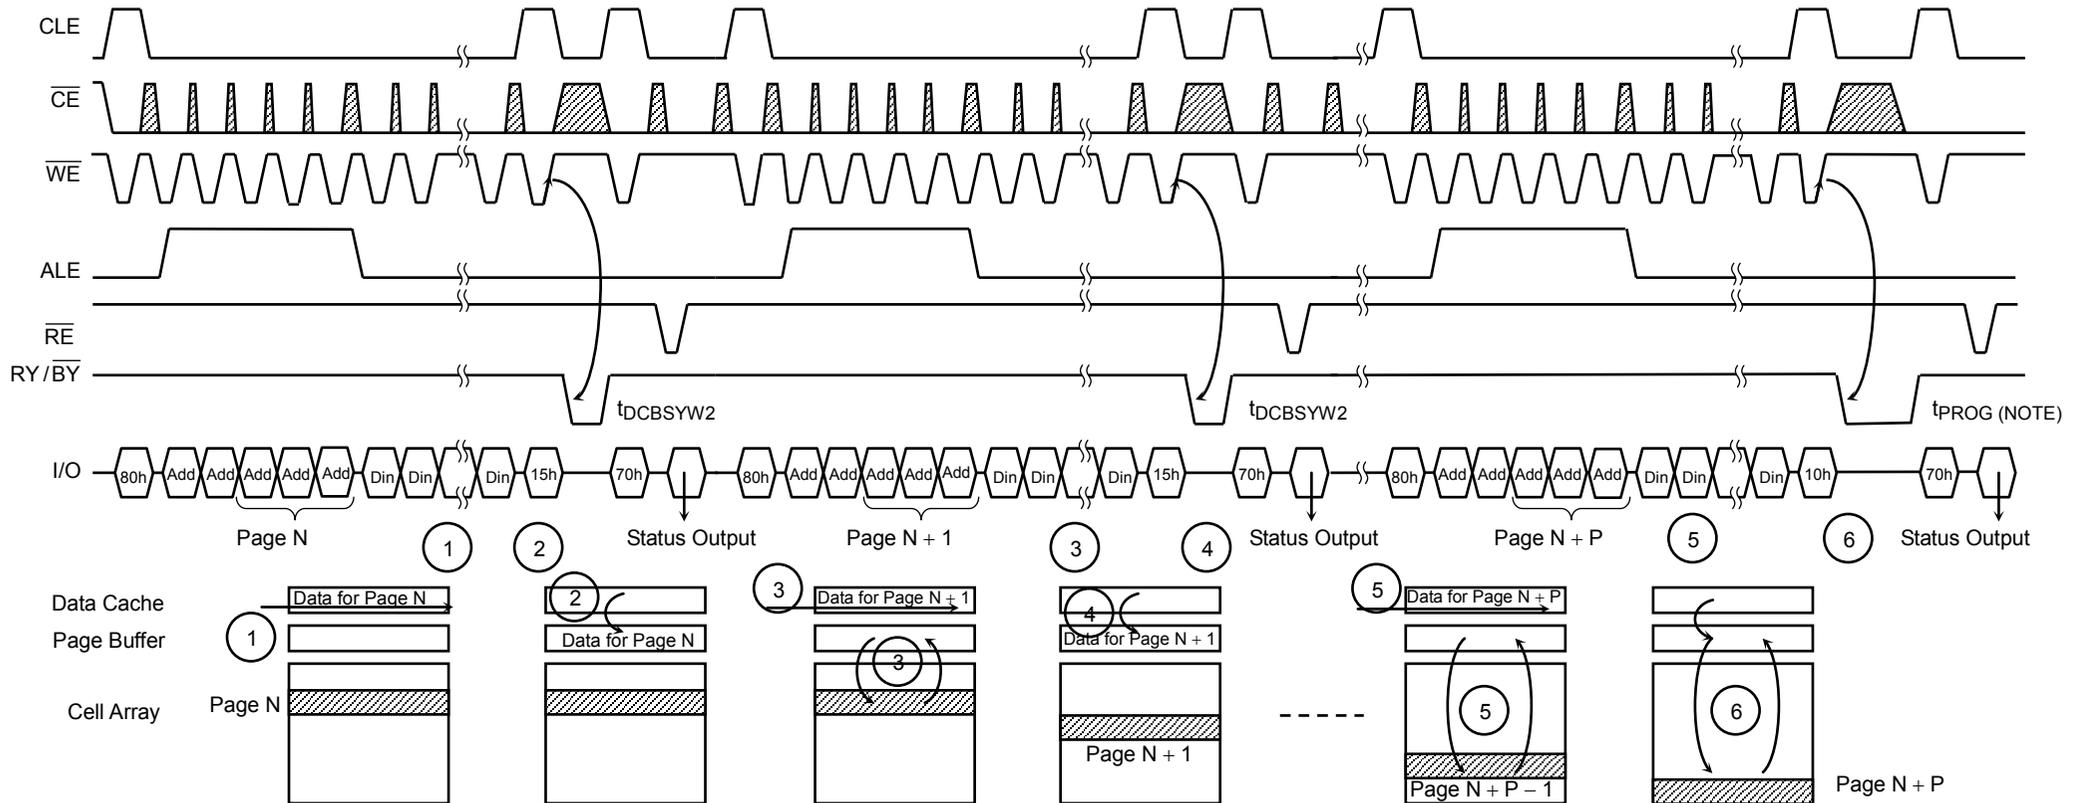 CLE
CE
WE
ALE
RE
RY/BY
tDCBSYW2 tDCBSYW2 tPROG (NOTE)
I/O 80h Add Add Add Add Add Din Din Din 15h 70h 80h Add Add Add Add Add Din Din Din 15h 70h 80h Add Add Add Add Add Din Din Din 10h 70h
Page N 1 2 Status Output Page N + 1 3 4 Status Output Page N + P 5 6 Status Output
Data Cache Data for Page N 2 3 Data for Page N + 1 4 5 Data for Page N + P
Page Buffer 1 Data for Page N 3 Data for Page N + 1
Cell Array Page N 5 6
Page N + 1
Page N + P − 1 Page N + P